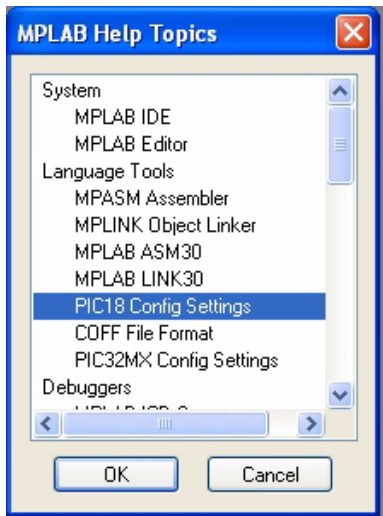 MPLAB Help Topics
System
MPLAB IDE
MPLAB Editor
Language Tools
MPASM Assembler
MPLINK Object Linker
MPLAB ASM30
MPLAB LINK30
PIC18 Config Settings
COFF File Format
PIC32MX Config Settings
Debuggers
OK
Cancel